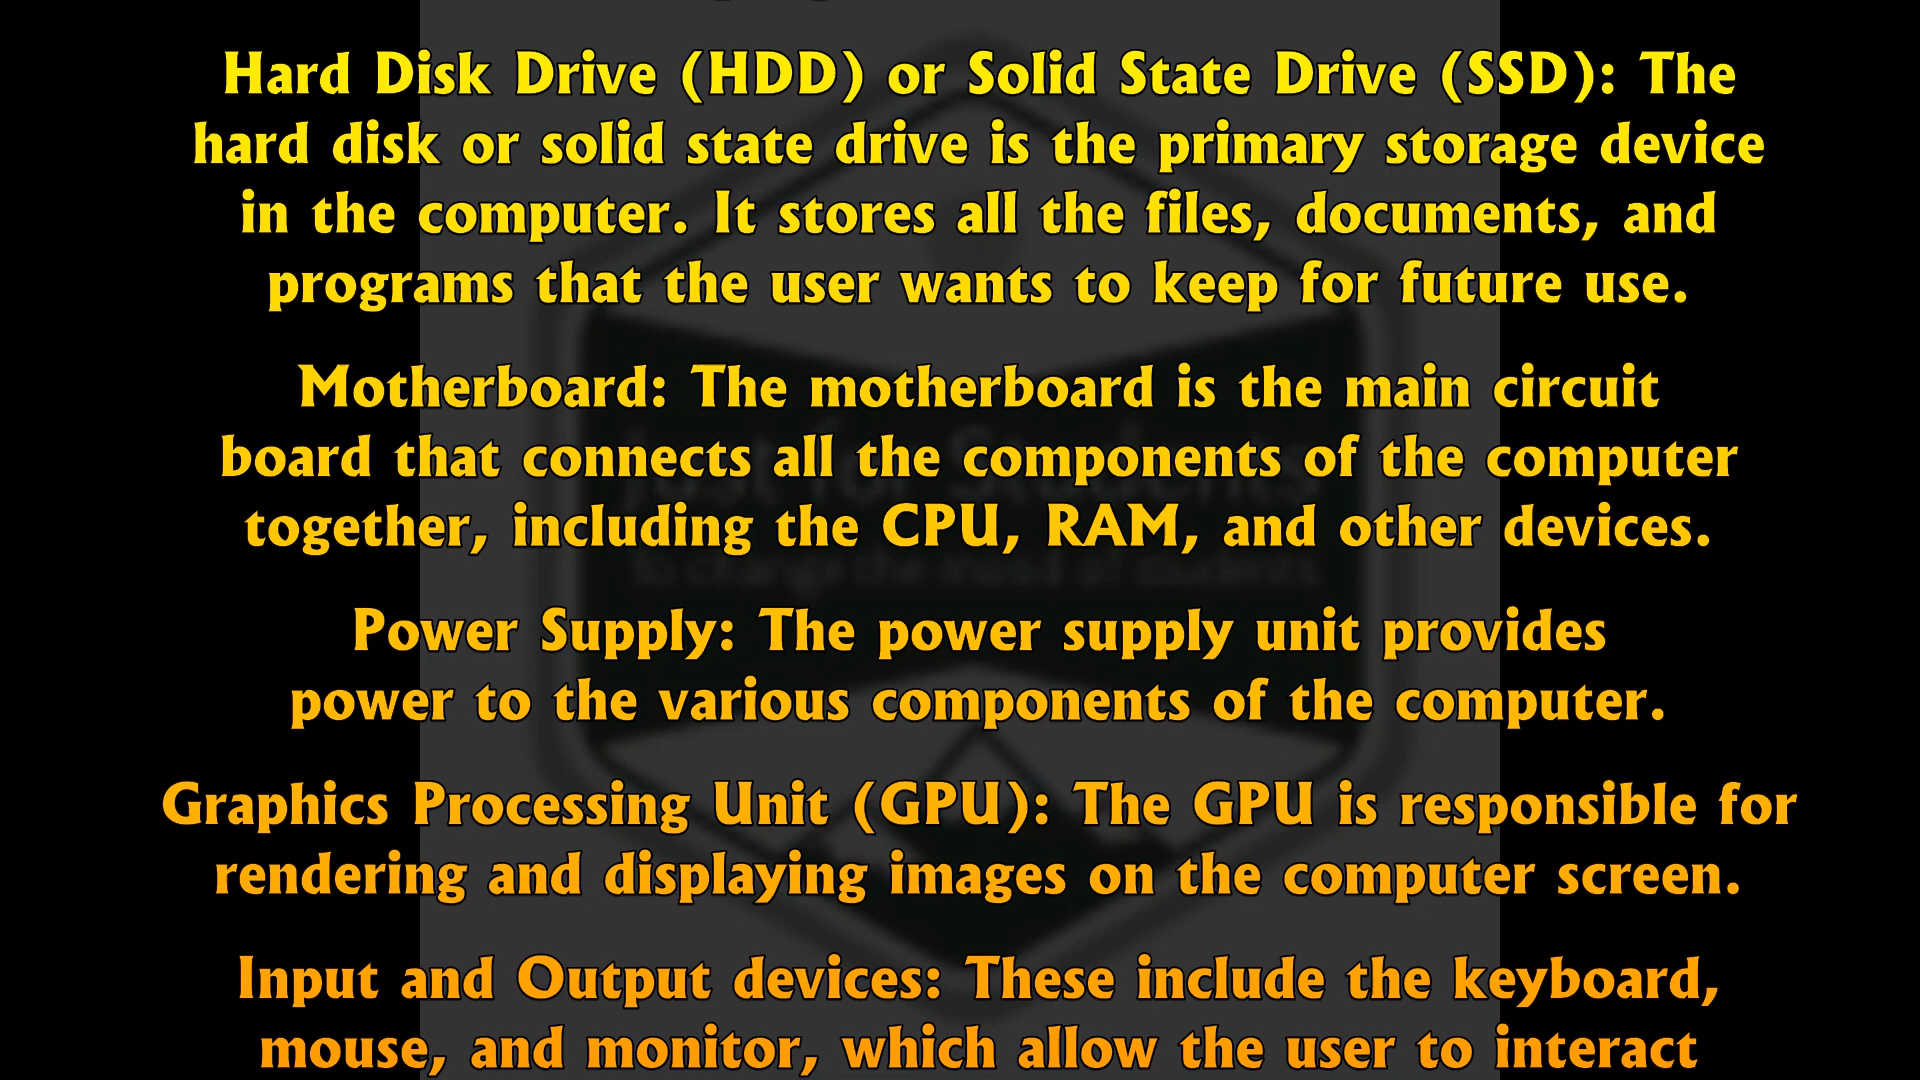 Hard Disk Drive (HDD) or Solid State Drive (SSD): The
hard disk or solid state drive is the primary storage device
in the computer. It stores all the files, documents, and
programs that the user wants to keep for future use.
Motherboard: The motherboard is the main circuit
board that connects all the components of the computer
together, including the CPU, RAM, and other devices.
Power Supply: The power supply unit provides
power to the various components of the computer.
Graphics Processing Unit (GPU): The GPU is responsible for
rendering and displaying images on the computer screen.
Input and Output devices: These include the keyboard,
mouse, and monitor, which allow the user to interact